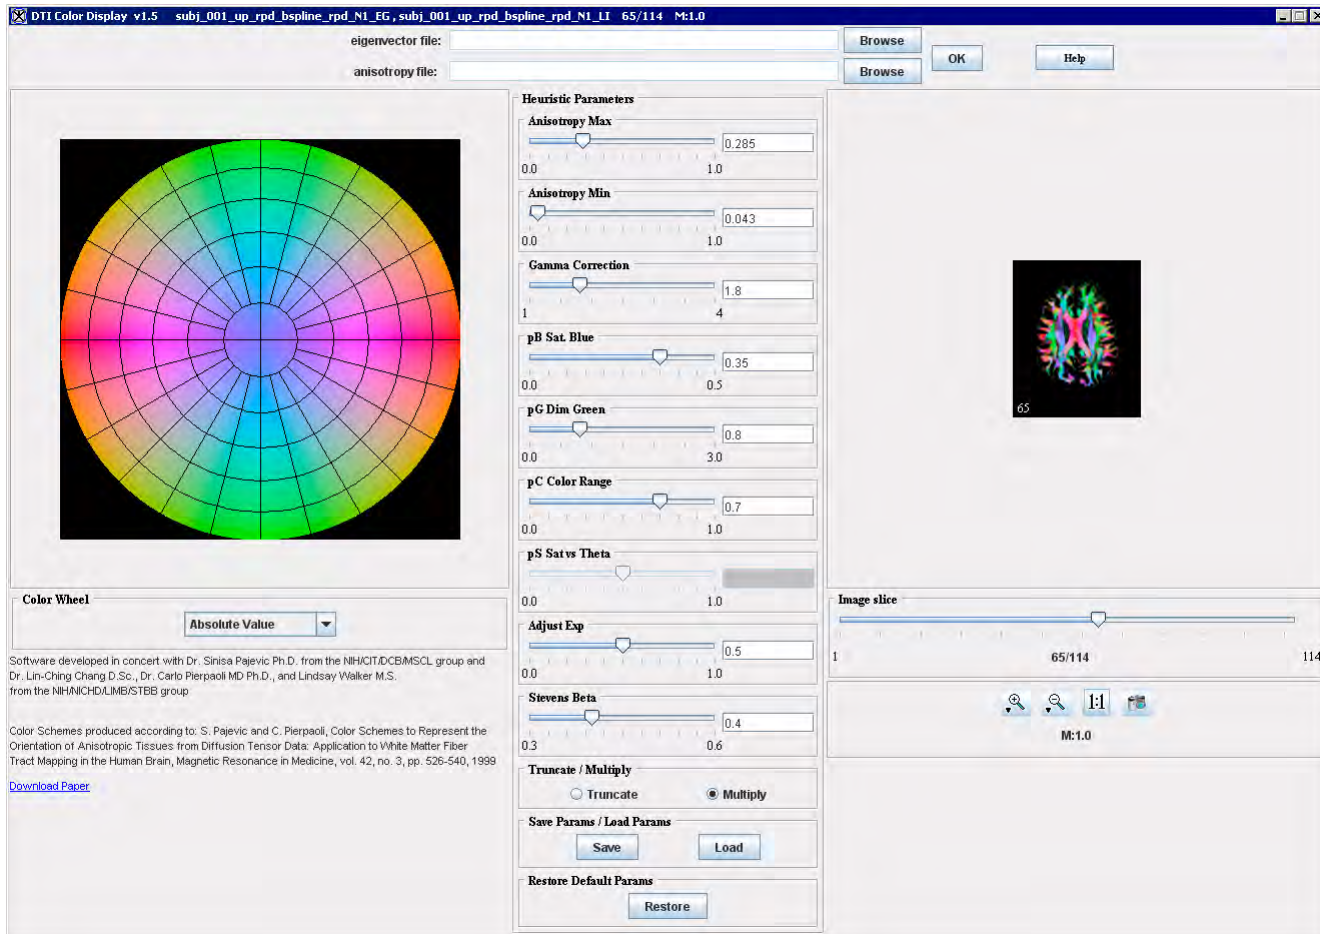 DTI Color Display v1.5 subj_001_up_rpd_bspline_rpd_N1_EG , subj_001_up_rpd_bspline_rpd_N1_LI 65/114 M:1.0
eigenvector file: Browse
OK Help
anisotropy file: Browse
Heuristic Parameters
Anisotropy Max
0.285
0.0 1.0
Anisotropy Min
0.043
0.0 1.0
Gamma Correction
1.8
1 4
pB Sat. Blue
0.35
0.0 0.5
pG Dim Green
0.8
0.0 3.0
pC Color Range
0.7
0.0 1.0
pS Sat vs Theta
0.0 1.0
Adjust Exp
0.5
0.0 1.0
Stevens Beta
0.4
0.3 0.6
Truncate / Multiply
Truncate Multiply
Save Params / Load Params
Save Load
Restore Default Params
Restore
Color Wheel
Absolute Value
Software developed in concert with Dr. Sinisa Pajevic Ph.D. from the NIH/CIT/DCB/MSCL group and
Dr. Lin-Ching Chang D.Sc., Dr. Carlo Pierpaoli MD Ph.D., and Lindsay Walker M.S.
from the NIH/NICHD/LIMB/STBB group
Color Schemes produced according to: S. Pajevic and C. Pierpaoli, Color Schemes to Represent the
Orientation of Anisotropic Tissues from Diffusion Tensor Data: Application to White Matter Fiber
Tract Mapping in the Human Brain, Magnetic Resonance in Medicine, vol. 42, no. 3, pp. 526-540, 1999
Download Paper
65
Image slice
1 65/114 114
1:1
M:1.0